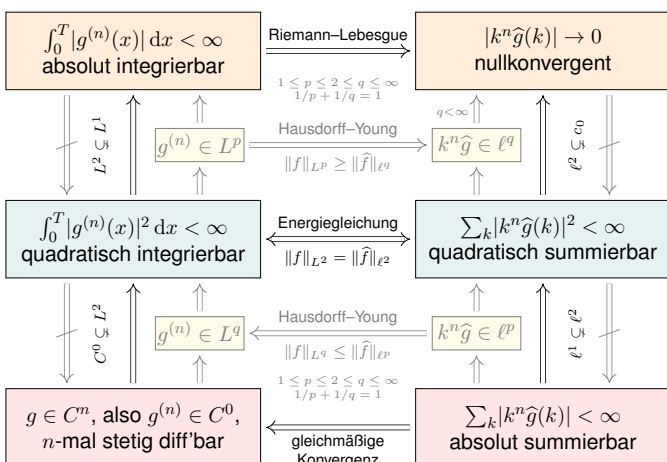 ∫₀ᵀ|g⁽ⁿ⁾(x)| dx < ∞
absolut integrierbar
Riemann–Lebesgue
|kⁿĝ(k)| → 0
nullkonvergent
1 ≤ p ≤ 2 ≤ q ≤ ∞
1/p + 1/q = 1
q<∞
L² ⊊ L¹
g⁽ⁿ⁾ ∈ Lᵖ
Hausdorff–Young
‖f‖_{Lᵖ} ≥ ‖f̂‖_{ℓ^q}
kⁿĝ ∈ ℓ^q
ℓ² ⊊ c₀
∫₀ᵀ|g⁽ⁿ⁾(x)|² dx < ∞
quadratisch integrierbar
Energiegleichung
‖f‖_{L²} = ‖f̂‖_{ℓ²}
∑ₖ|kⁿĝ(k)|² < ∞
quadratisch summierbar
C⁰ ⊊ L²
g⁽ⁿ⁾ ∈ L^q
Hausdorff–Young
‖f‖_{L^q} ≤ ‖f̂‖_{ℓᵖ}
kⁿĝ ∈ ℓᵖ
ℓ¹ ⊊ ℓ²
1 ≤ p ≤ 2 ≤ q ≤ ∞
1/p + 1/q = 1
g ∈ Cⁿ, also g⁽ⁿ⁾ ∈ C⁰,
n-mal stetig diff'bar
gleichmäßige
Konvergenz
∑ₖ|kⁿĝ(k)| < ∞
absolut summierbar